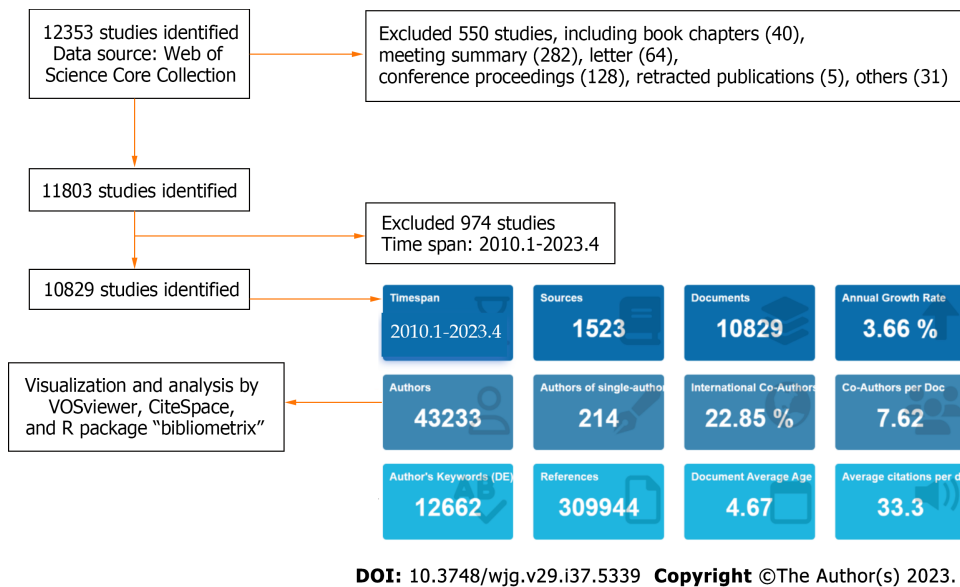 12353 studies identified
Data source: Web of
Science Core Collection
Excluded 550 studies, including book chapters (40),
meeting summary (282), letter (64),
conference proceedings (128), retracted publications (5), others (31)
11803 studies identified
Excluded 974 studies
Time span: 2010.1-2023.4
10829 studies identified
Timespan
2010.1-2023.4
Sources
1523
Documents
10829
Annual Growth Rate
3.66 %
Visualization and analysis by
VOSviewer, CiteSpace,
and R package “bibliometrix”
Authors
43233
Authors of single-author
214
International Co-Authors
22.85 %
Co-Authors per Doc
7.62
Author's Keywords (DE)
12662
References
309944
Document Average Age
4.67
Average citations per d
33.3
AB
DOI: 10.3748/wjg.v29.i37.5339 Copyright ©The Author(s) 2023.